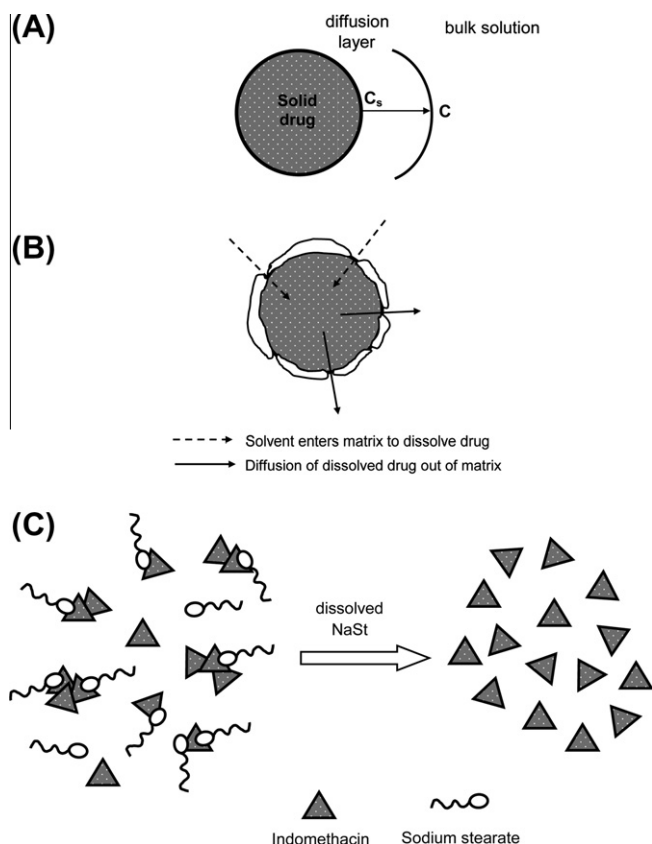 (A)
diffusion
layer
bulk solution
Solid
drug
Cs
C
(B)
Solvent enters matrix to dissolve drug
Diffusion of dissolved drug out of matrix
(C)
dissolved
NaSt
Indomethacin
Sodium stearate